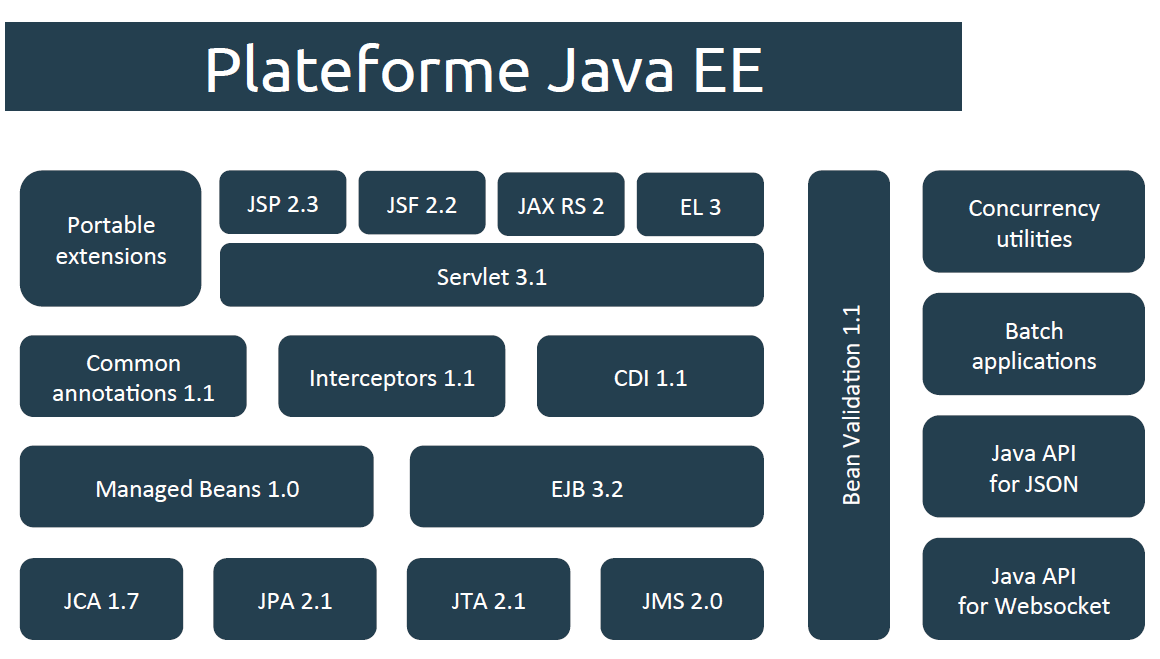 Plateforme Java EE
Portable
extensions
JSP 2.3
JSF 2.2
JAX RS 2
EL 3
Servlet 3.1
Common
annotations 1.1
Interceptors 1.1
CDI 1.1
Managed Beans 1.0
EJB 3.2
JCA 1.7
JPA 2.1
JTA 2.1
JMS 2.0
Bean Validation 1.1
Concurrency
utilities
Batch
applications
Java API
for JSON
Java API
for Websocket